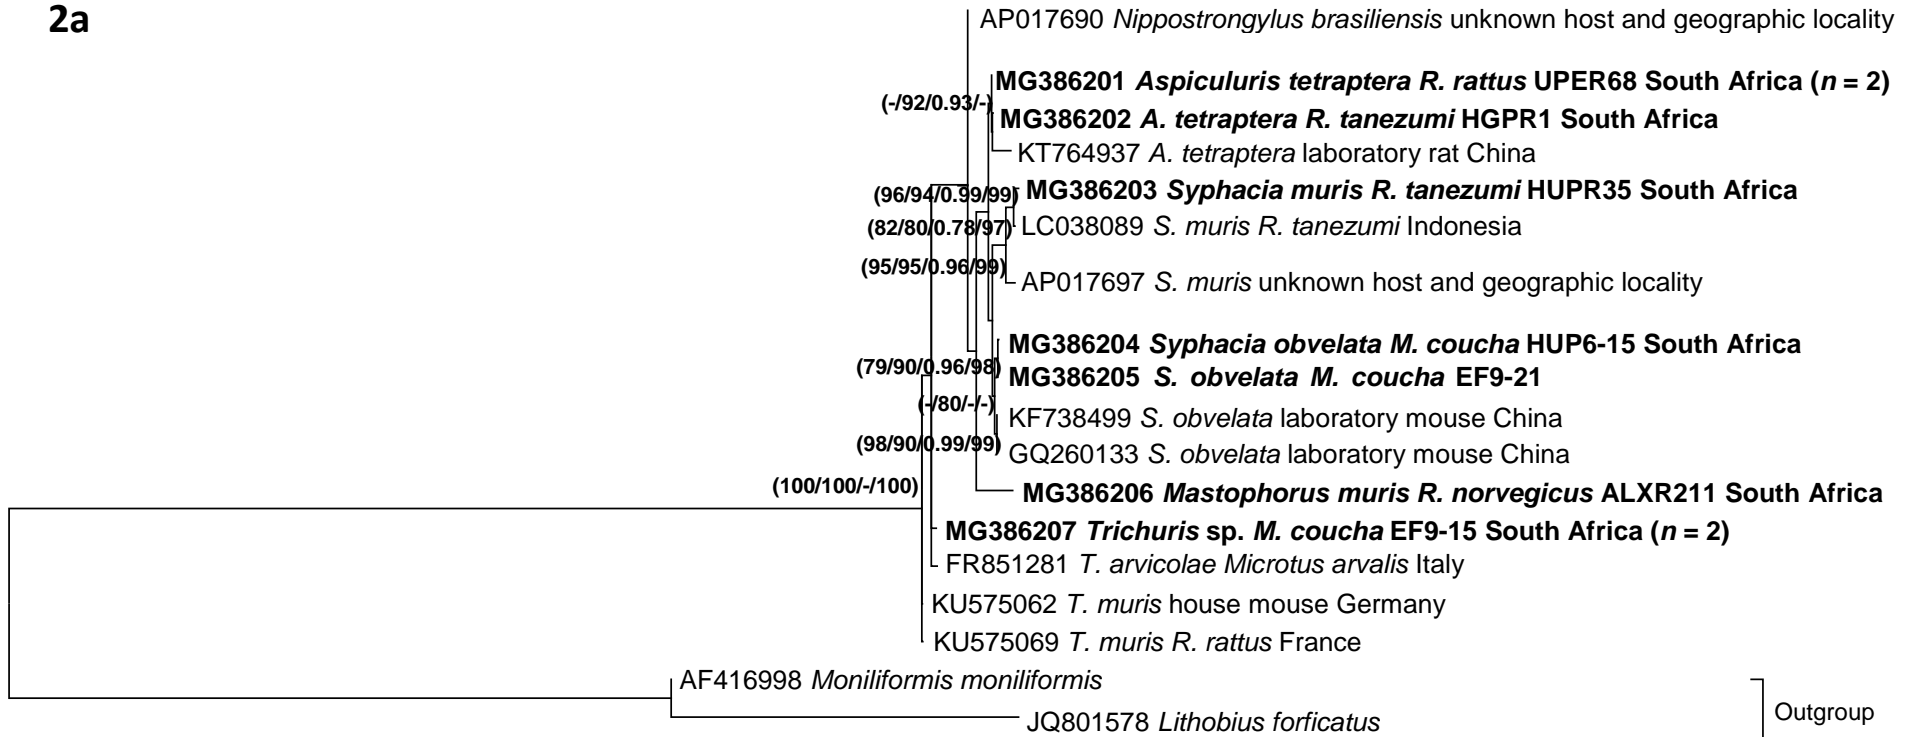 2a
AP017690 Nippostrongylus brasiliensis unknown host and geographic locality
MG386201 Aspiculuris tetraptera R. rattus UPER68 South Africa (n = 2)
(-/92/0.93/-)
MG386202 A. tetraptera R. tanezumi HGPR1 South Africa
KT764937 A. tetraptera laboratory rat China
(96/94/0.99/99)
MG386203 Syphacia muris R. tanezumi HUPR35 South Africa
(82/80/0.78/97)
LC038089 S. muris R. tanezumi Indonesia
(95/95/0.96/99)
AP017697 S. muris unknown host and geographic locality
MG386204 Syphacia obvelata M. coucha HUP6-15 South Africa
(79/90/0.96/98)
MG386205 S. obvelata M. coucha EF9-21
(-/80/-/-)
KF738499 S. obvelata laboratory mouse China
(98/90/0.99/99)
GQ260133 S. obvelata laboratory mouse China
(100/100/-/100)
MG386206 Mastophorus muris R. norvegicus ALXR211 South Africa
MG386207 Trichuris sp. M. coucha EF9-15 South Africa (n = 2)
FR851281 T. arvicolae Microtus arvalis Italy
KU575062 T. muris house mouse Germany
KU575069 T. muris R. rattus France
AF416998 Moniliformis moniliformis
JQ801578 Lithobius forficatus
Outgroup